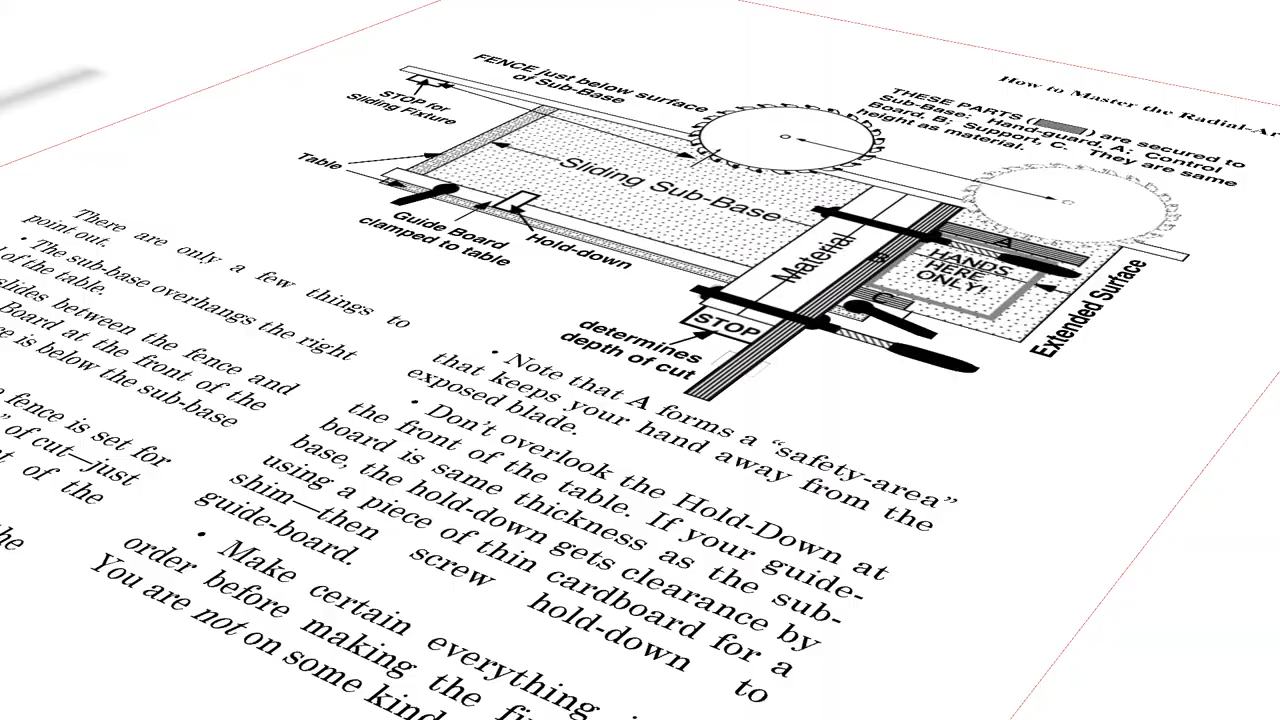 How to Master the Radial-Ar
FENCE just below surface
of Sub-Base
STOP for
Sliding Fixture
THESE PARTS ( ) are secured to
Sub-Base: Hand-guard, A: Control
Board, B: Support, C. They are same
height as material.
Table
Sliding Sub-Base
Guide Board
clamped to table
Hold-down
Material
A
B
HANDS
HERE
ONLY!
C
STOP
Extended Surface
determines
depth of cut
There are only a few things to
point out.
• The sub-base overhangs the right
of the table.
slides between the fence and
Board at the front of the
is below the sub-base
fence is set for
of cut—just
of the
the
• Note that A forms a “safety-area”
that keeps your hand away from the
exposed blade.
• Don’t overlook the Hold-Down at
the front of the table. If your guide-
board is same thickness as the sub-
base, the hold-down gets clearance by
using a piece of thin cardboard for a
shim—then screw hold-down to
guide-board.
• Make certain everything
order before making the
You are not on some kind